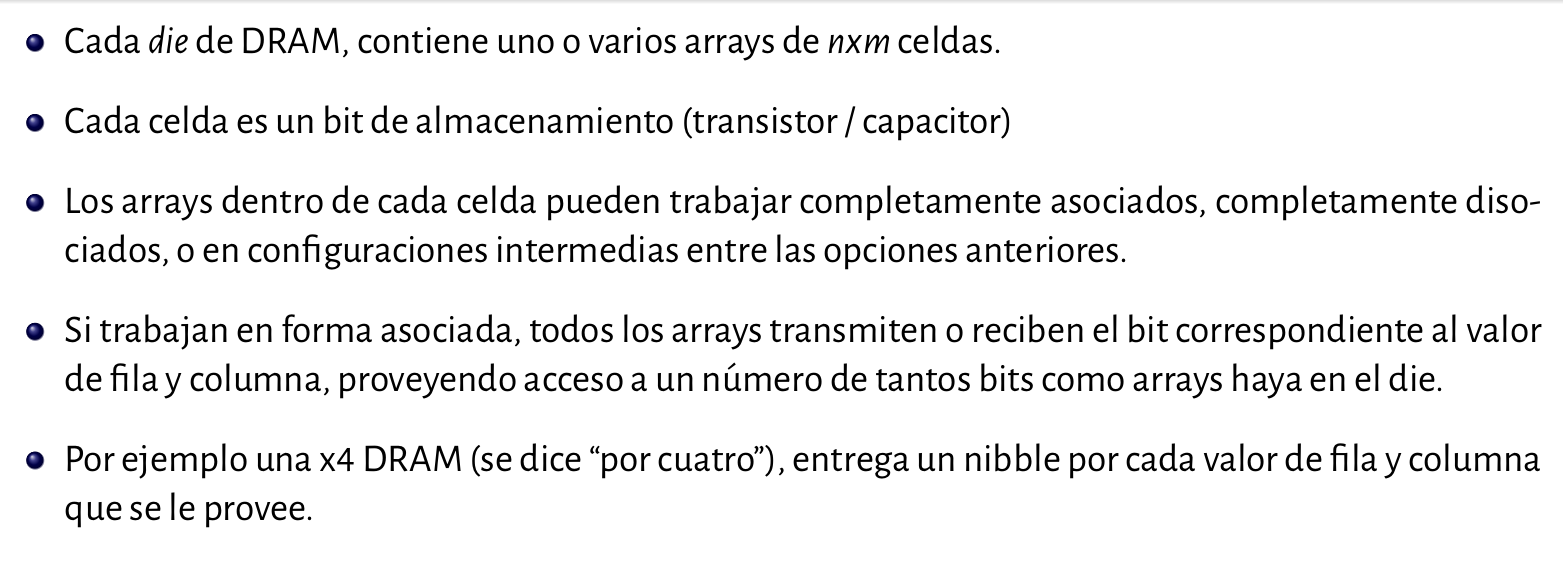 Cada die de DRAM, contiene uno o varios arrays de nxm celdas.
Cada celda es un bit de almacenamiento (transistor / capacitor)
Los arrays dentro de cada celda pueden trabajar completamente asociados, completamente diso-
ciados, o en configuraciones intermedias entre las opciones anteriores.
Si trabajan en forma asociada, todos los arrays transmiten o reciben el bit correspondiente al valor
de fila y columna, proveyendo acceso a un número de tantos bits como arrays haya en el die.
Por ejemplo una x4 DRAM (se dice “por cuatro”), entrega un nibble por cada valor de fila y columna
que se le provee.